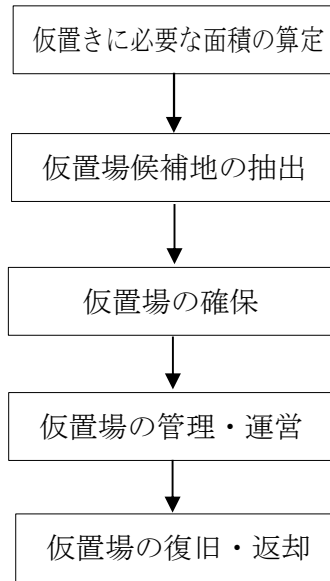 仮置きに必要な面積の算定
仮置場候補地の抽出
仮置場の確保
仮置場の管理・運営
仮置場の復旧・返却